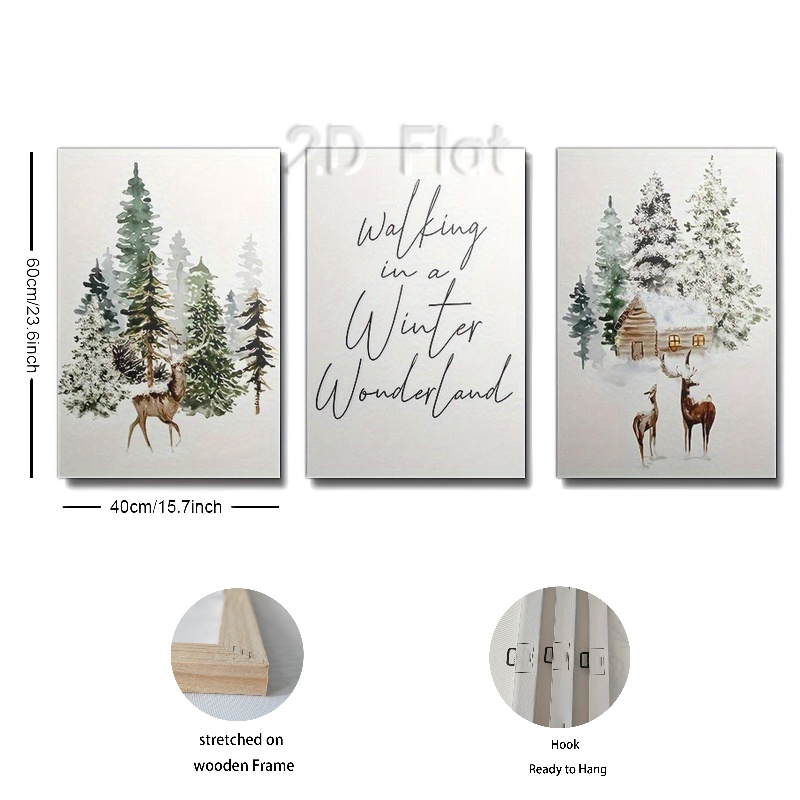 2D Flat
60cm/23.6inch
walking
in a
Winter
Wonderland
40cm/15.7inch
stretched on
wooden Frame
Hook
Ready to Hang